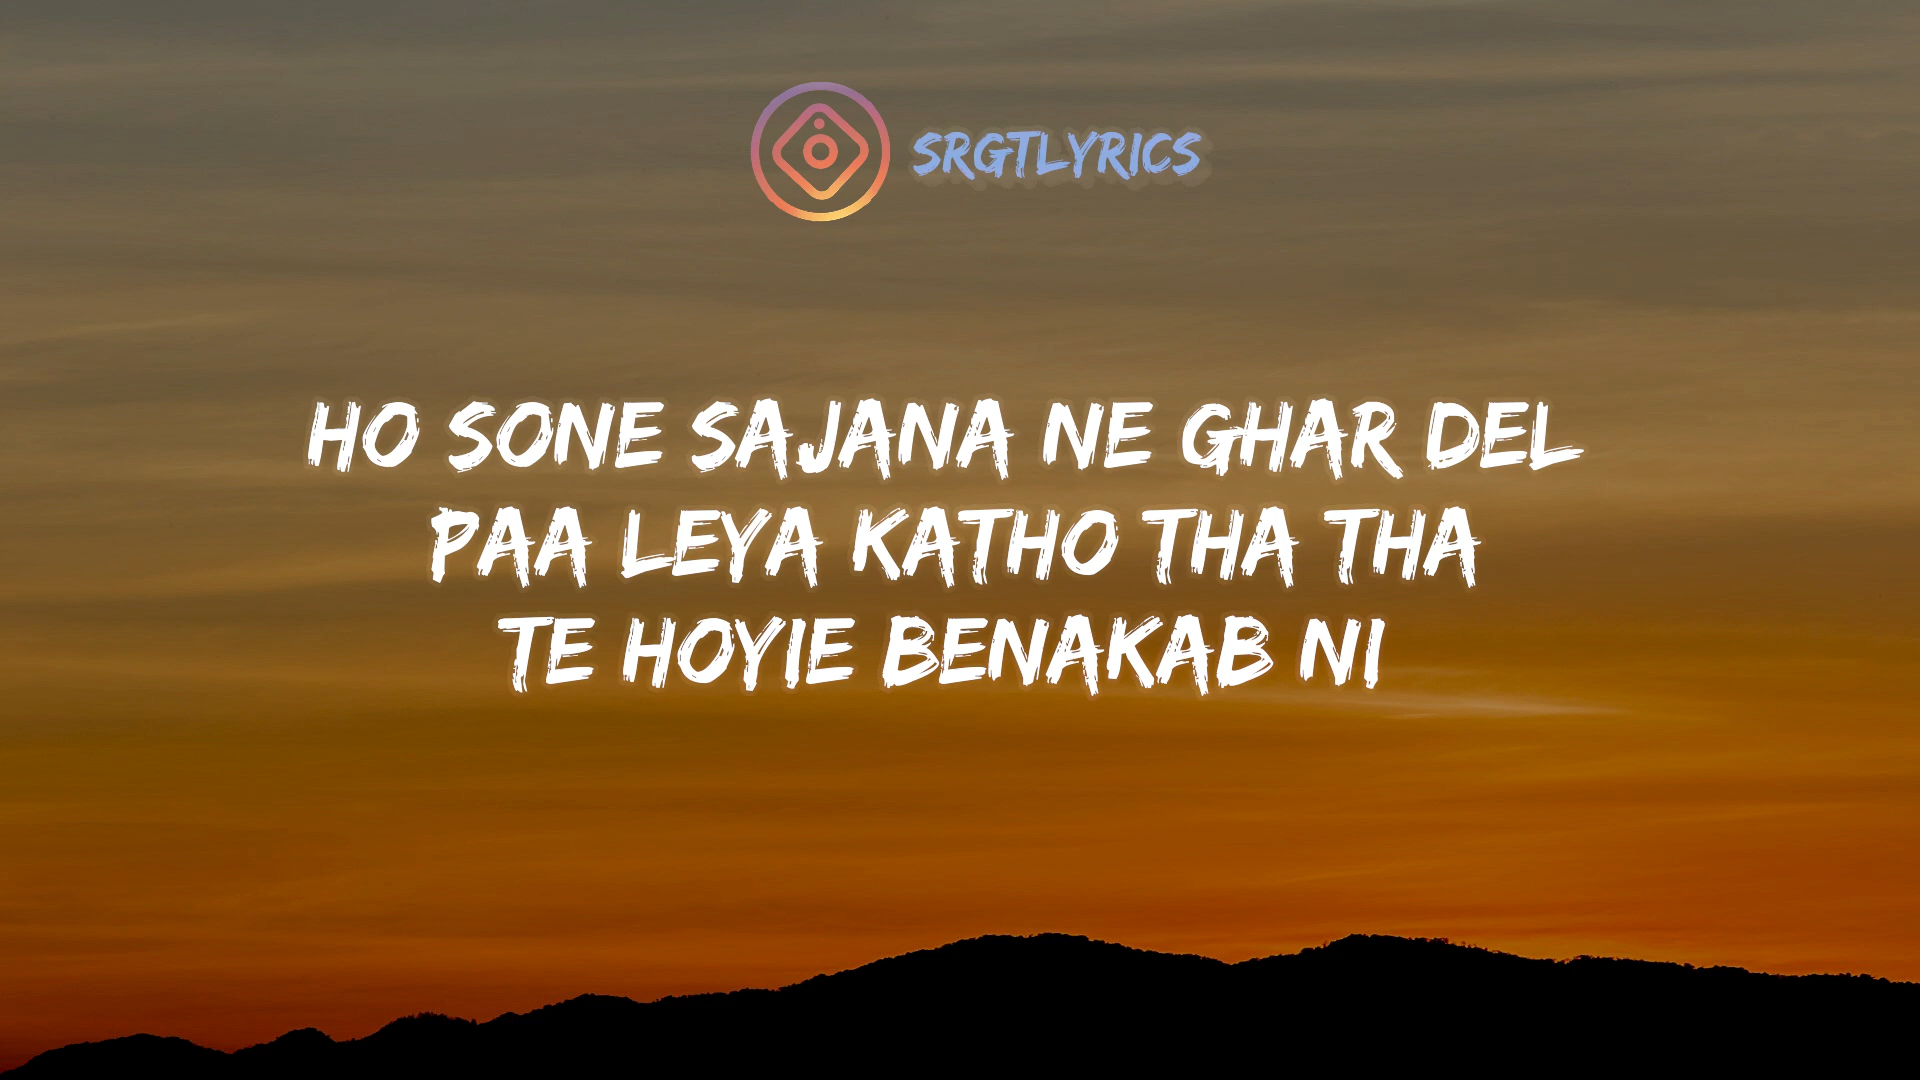 SRGTLYRICS
HO SONE SAJANA NE GHAR DEL
PAA LEYA KATHO THA THA
TE HOYIE BENAKAB NI